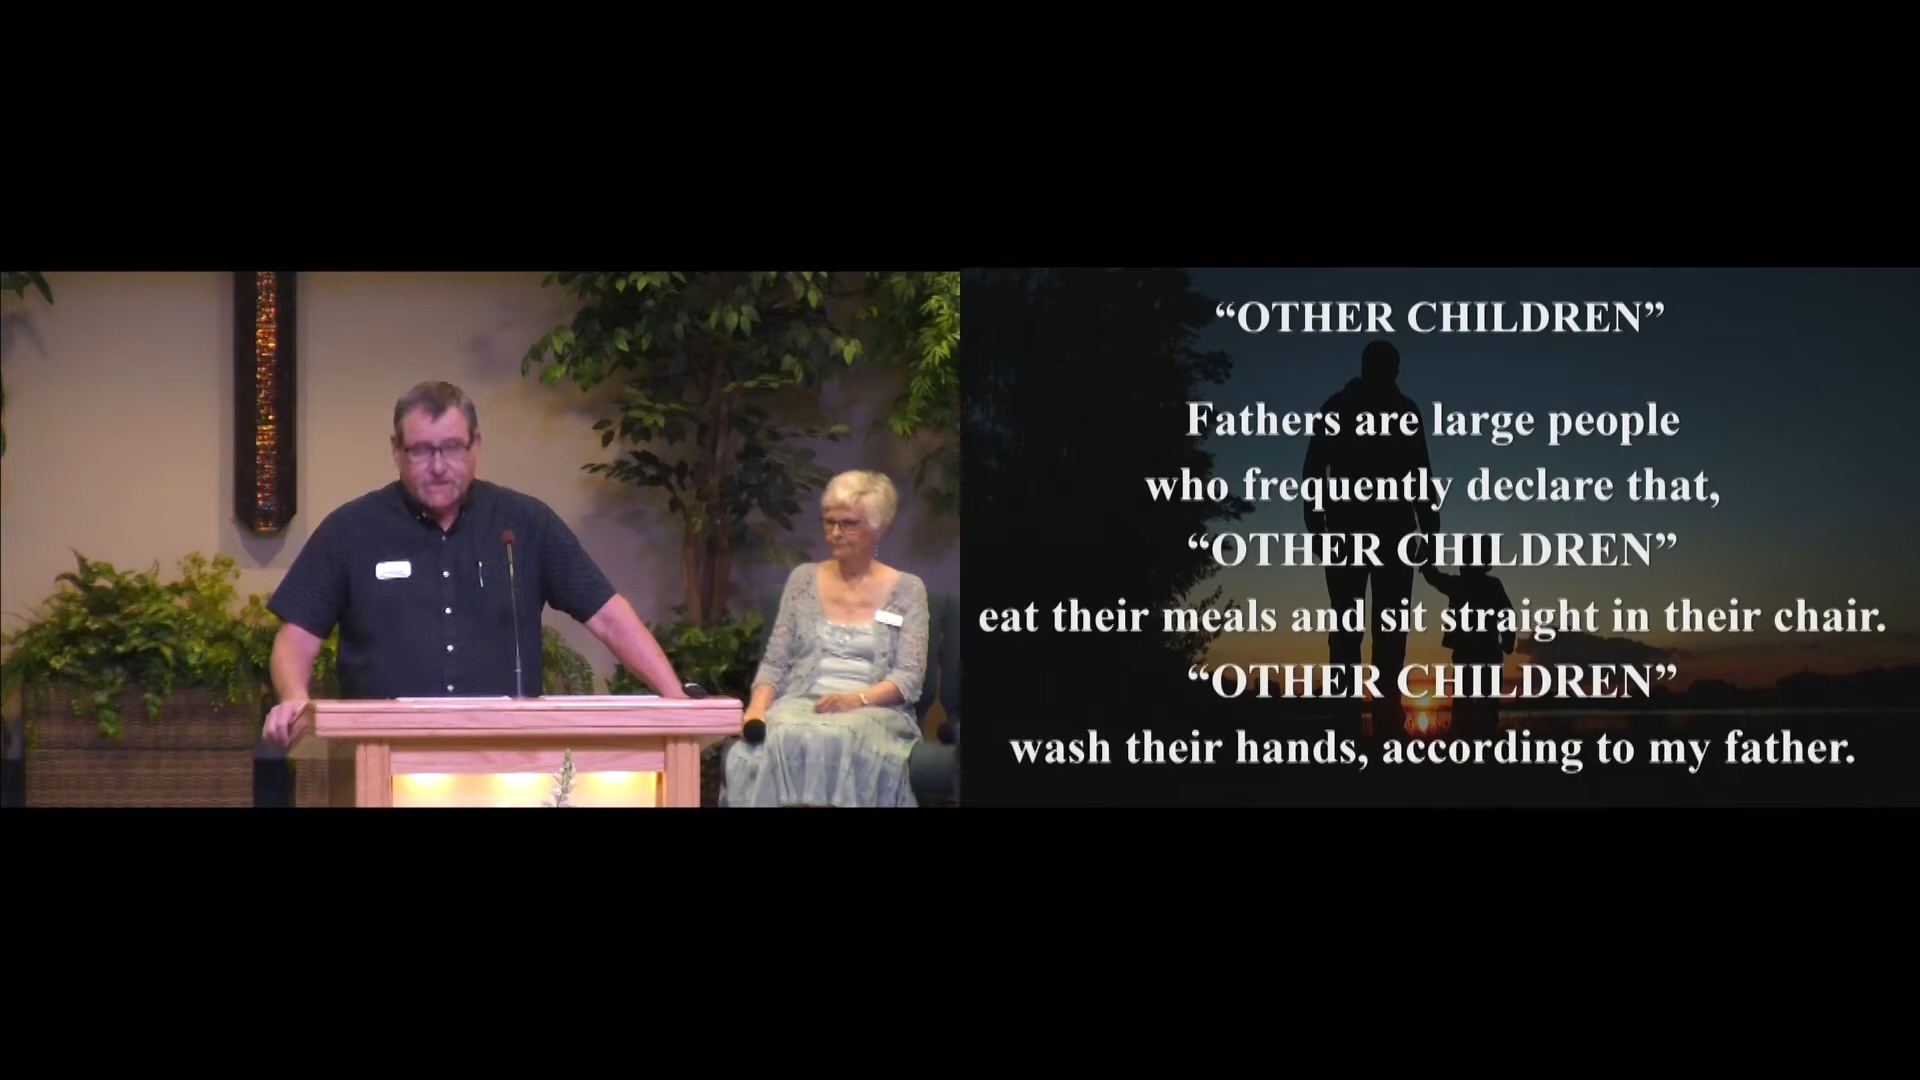 “OTHER CHILDREN”
Fathers are large people
who frequently declare that,
“OTHER CHILDREN”
eat their meals and sit straight in their chair.
“OTHER CHILDREN”
wash their hands, according to my father.